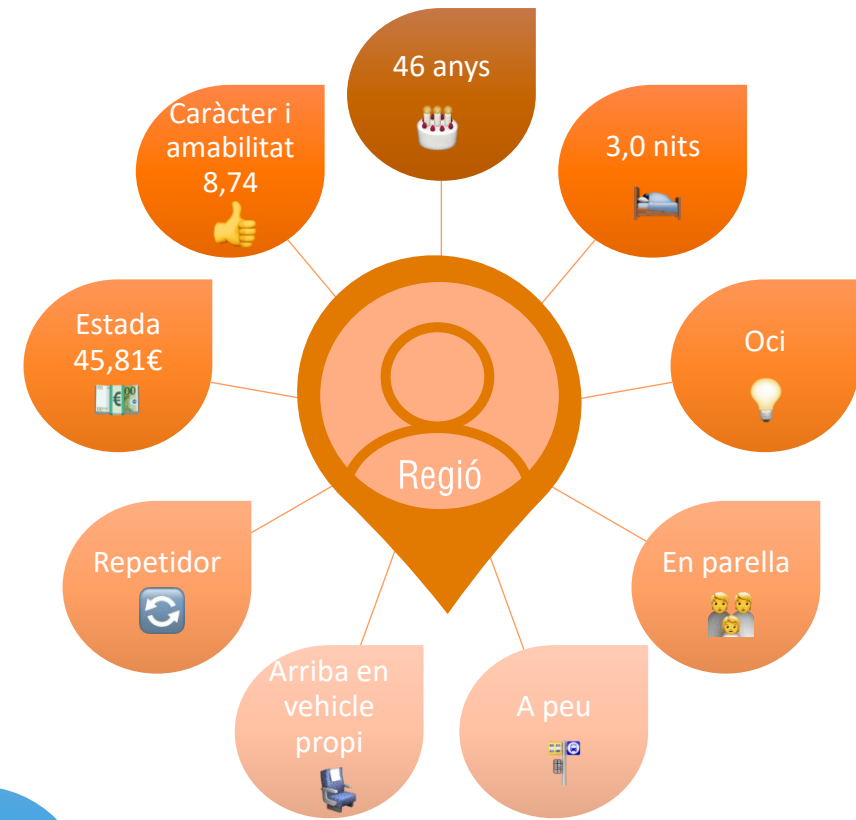 46 anys
3,0 nits
Oci
En parella
A peu
Arriba en
vehicle
propi
Repetidor
Estada
45,81€
Caràcter i
amabilitat
8,74
Regió